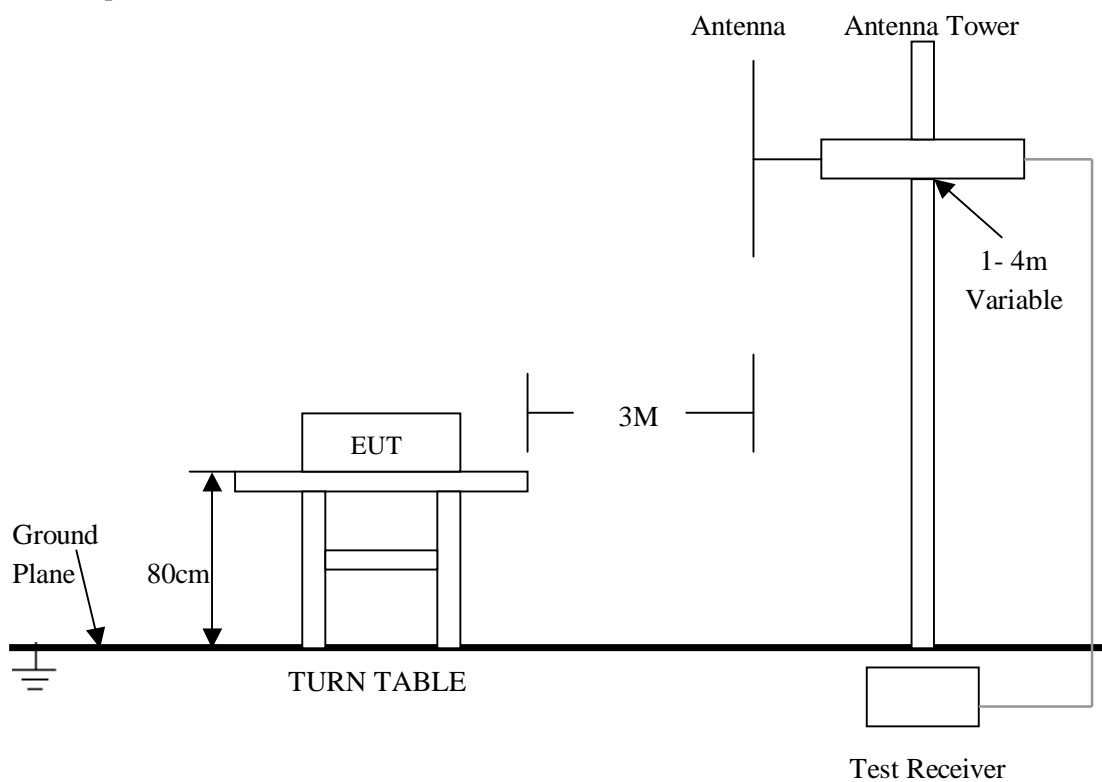 Antenna
Antenna Tower
1- 4m
Variable
3M
EUT
Ground
Plane
80cm
TURN TABLE
Test Receiver